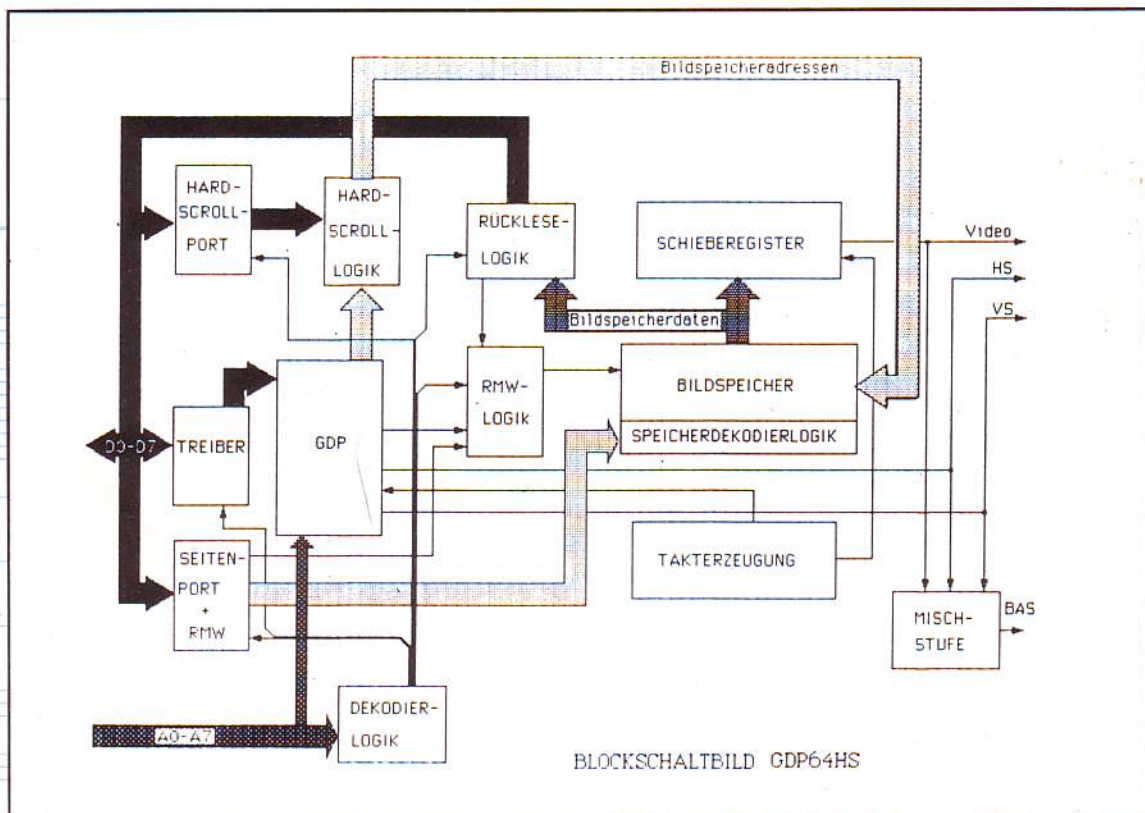 Bildspeicheradressen
HARD-
SCROLL-
PORT
HARD-
SCROLL-
LOGIK
RÜCKLESE-
LOGIK
SCHIEBEREGISTER
Video
HS
VS
Bildspeicherdaten
D0-D7
TREIBER
GDP
RMW-
LOGIK
BILDSPEICHER
SPEICHERDEKODIERLOGIK
SEITEN-
PORT
+
RMW
TAKTERZEUGUNG
MISCH-
STUFE
BAS
A0-A7
DEKODIER-
LOGIK
BLOCKSCHALTBILD GDP64HS